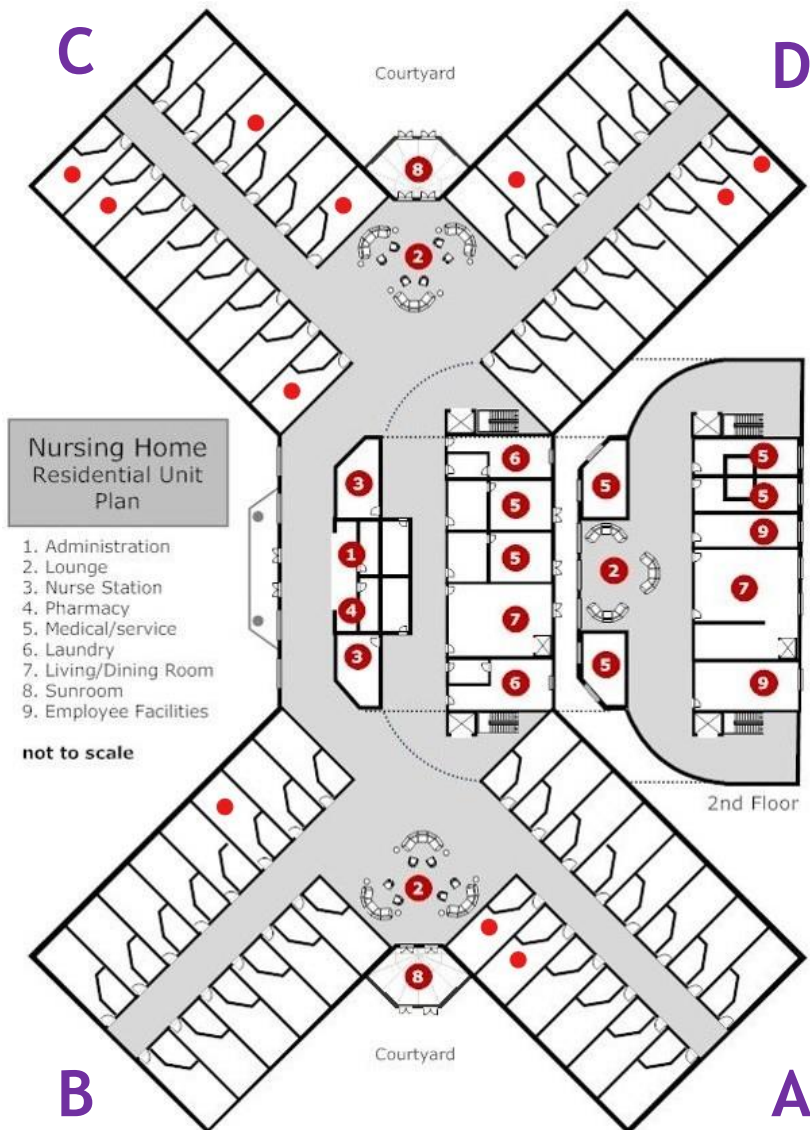 C
Courtyard
D
8
2
Nursing Home
Residential Unit
Plan
1. Administration
2. Lounge
3. Nurse Station
4. Pharmacy
5. Medical/service
6. Laundry
7. Living/Dining Room
8. Sunroom
9. Employee Facilities
not to scale
3
1
4
3
6
5
5
7
6
5
2
5
5
5
9
7
9
2nd Floor
2
8
Courtyard
B
A